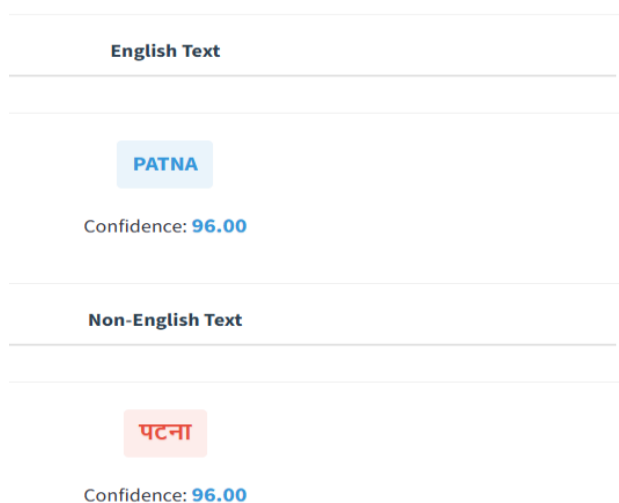 English Text
PATNA
Confidence: 96.00
Non-English Text
पटना
Confidence: 96.00